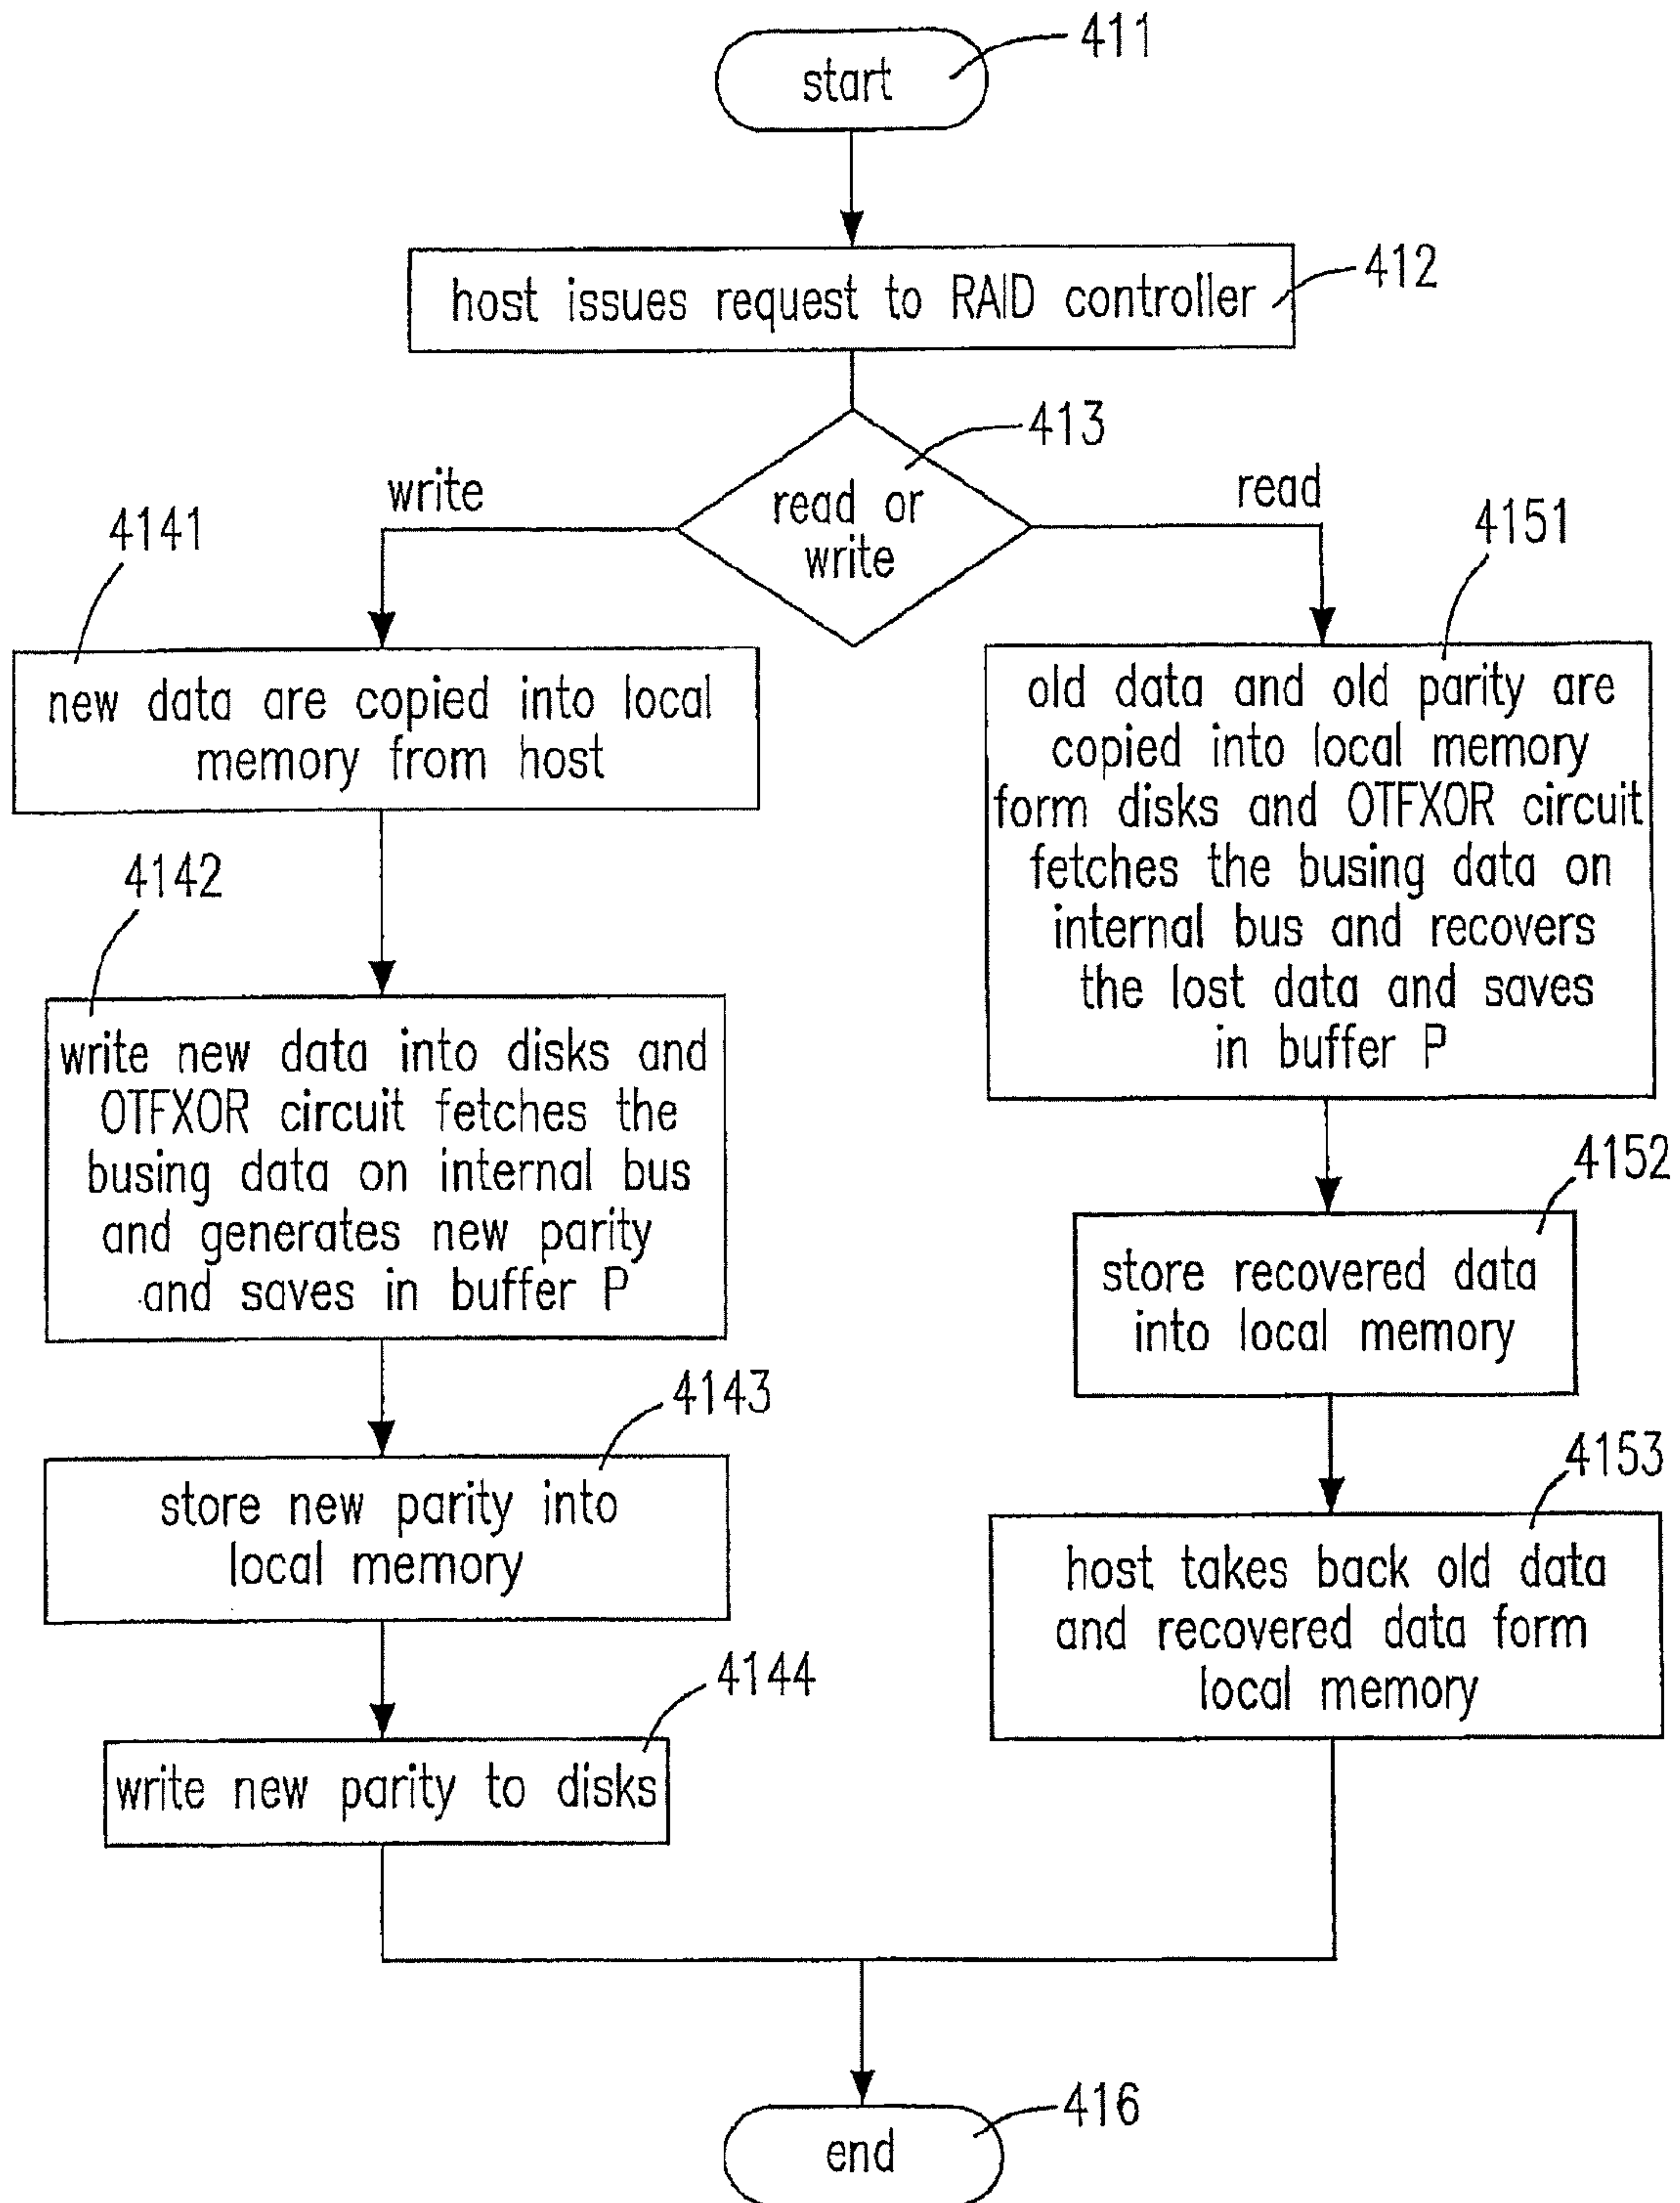 start
411
host issues request to RAID controller
412
413
read or
write
write
read
4141
new data are copied into local
memory from host
4142
write new data into disks and
OTFXOR circuit fetches the
busing data on internal bus
and generates new parity
and saves in buffer P
4143
store new parity into
local memory
4144
write new parity to disks
4151
old data and old parity are
copied into local memory
form disks and OTFXOR circuit
fetches the busing data on
internal bus and recovers
the lost data and saves
in buffer P
4152
store recovered data
into local memory
4153
host takes back old data
and recovered data form
local memory
end
416